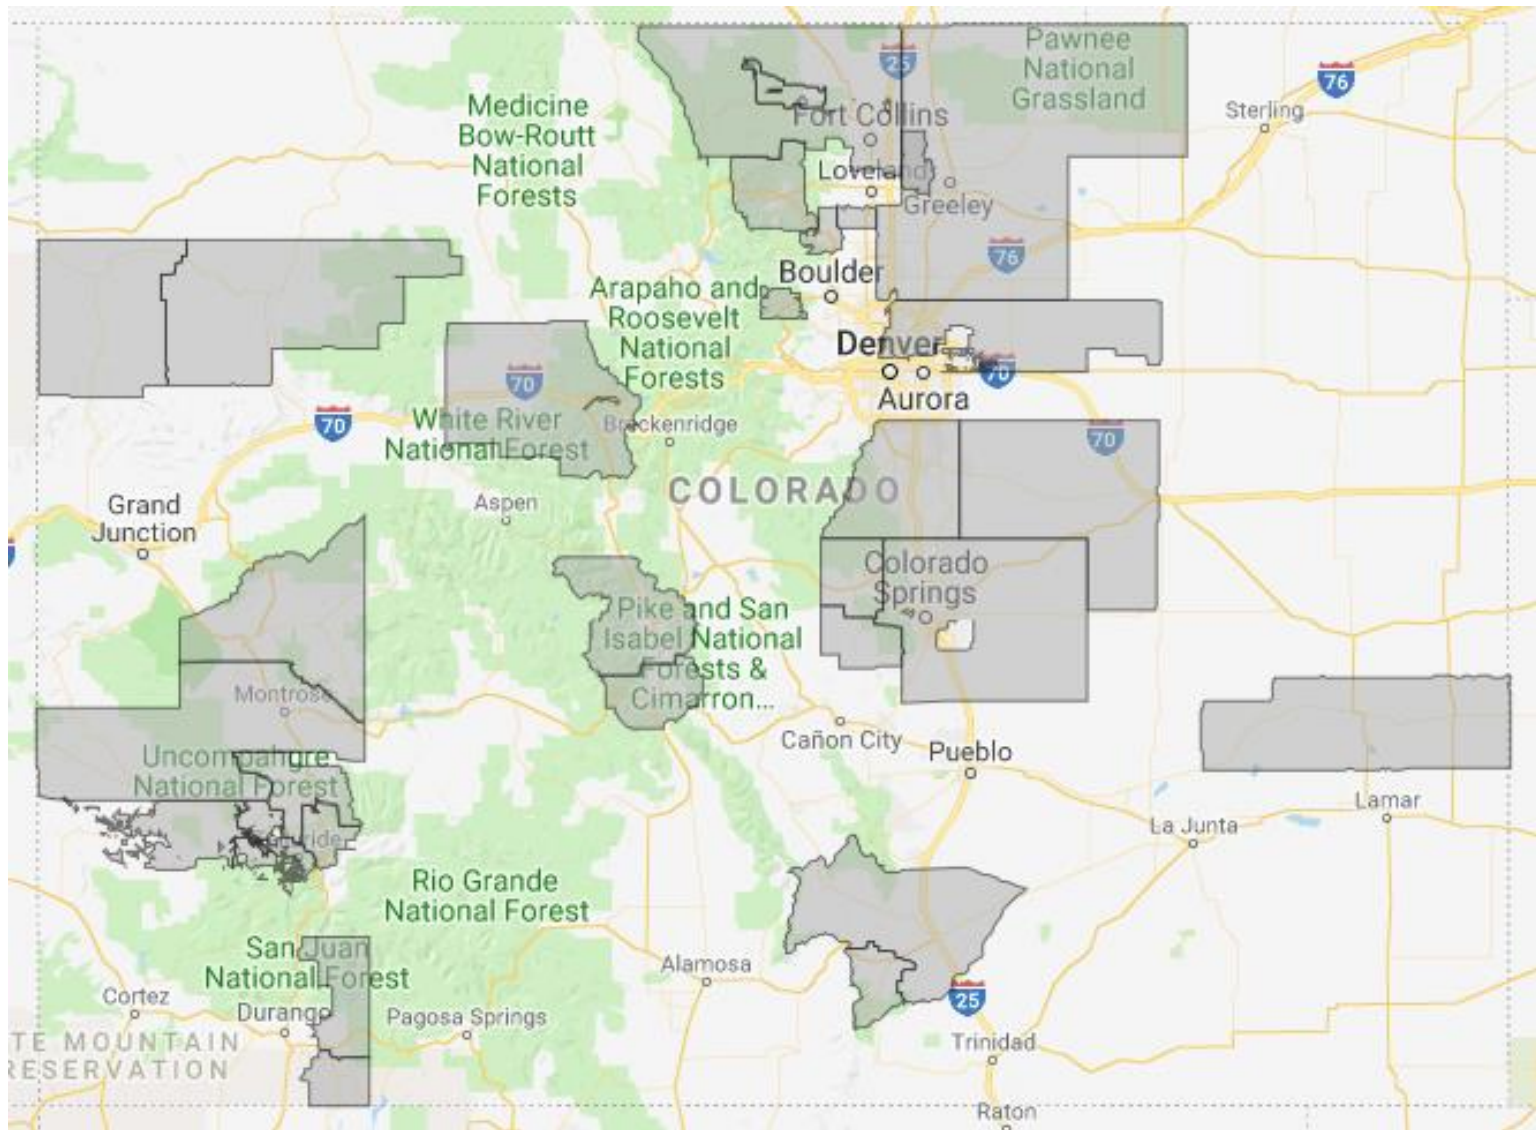 Pawnee
National
Grassland
25
76
Sterling
Medicine
Bow-Routt
National
Forests
Fort Collins
Loveland
Greeley
76
Boulder
Arapaho and
Roosevelt
National
Forests
Denver
70
Aurora
70
White River
National Forest
70
Breckenridge
70
COLORADO
Aspen
Grand
Junction
Colorado
Springs
Pike and San
Isabel National
Forests &
Cimarron...
Montrose
Cañon City
Pueblo
Uncompahgre
National Forest
Lamar
La Junta
ride
Rio Grande
National Forest
San Juan
National Forest
Alamosa
25
Cortez
Durango
Pagosa Springs
TE MOUNTAIN
RESERVATION
Trinidad
Raton